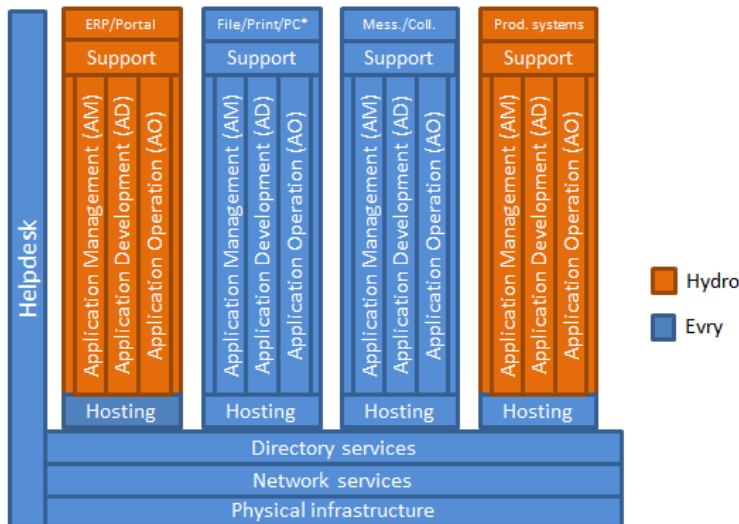 ERP/Portal
Support
Application Management (AM)
Application Development (AD)
Application Operation (AO)
Hosting
File/Print/PC*
Support
Application Management (AM)
Application Development (AD)
Application Operation (AO)
Hosting
Mess./Coll.
Support
Application Management (AM)
Application Development (AD)
Application Operation (AO)
Hosting
Prod. systems
Support
Application Management (AM)
Application Development (AD)
Application Operation (AO)
Hosting
Helpdesk
Directory services
Network services
Physical infrastructure
Hydro
Evry